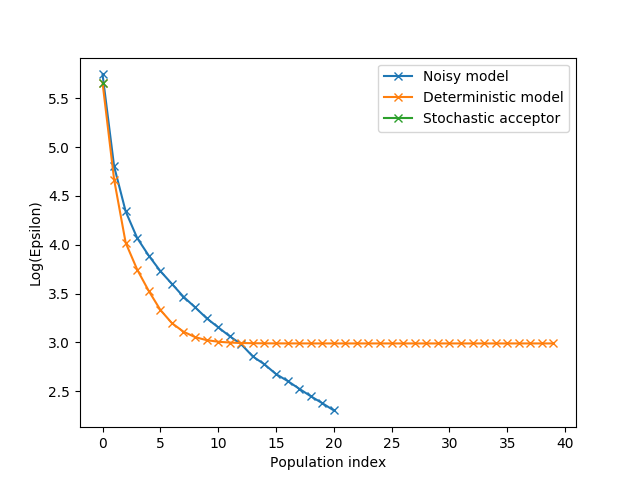 Noisy model
Deterministic model
Stochastic acceptor
5.5
5.0
4.5
4.0
3.5
3.0
2.5
Log(Epsilon)
0 5 10 15 20 25 30 35 40
Population index